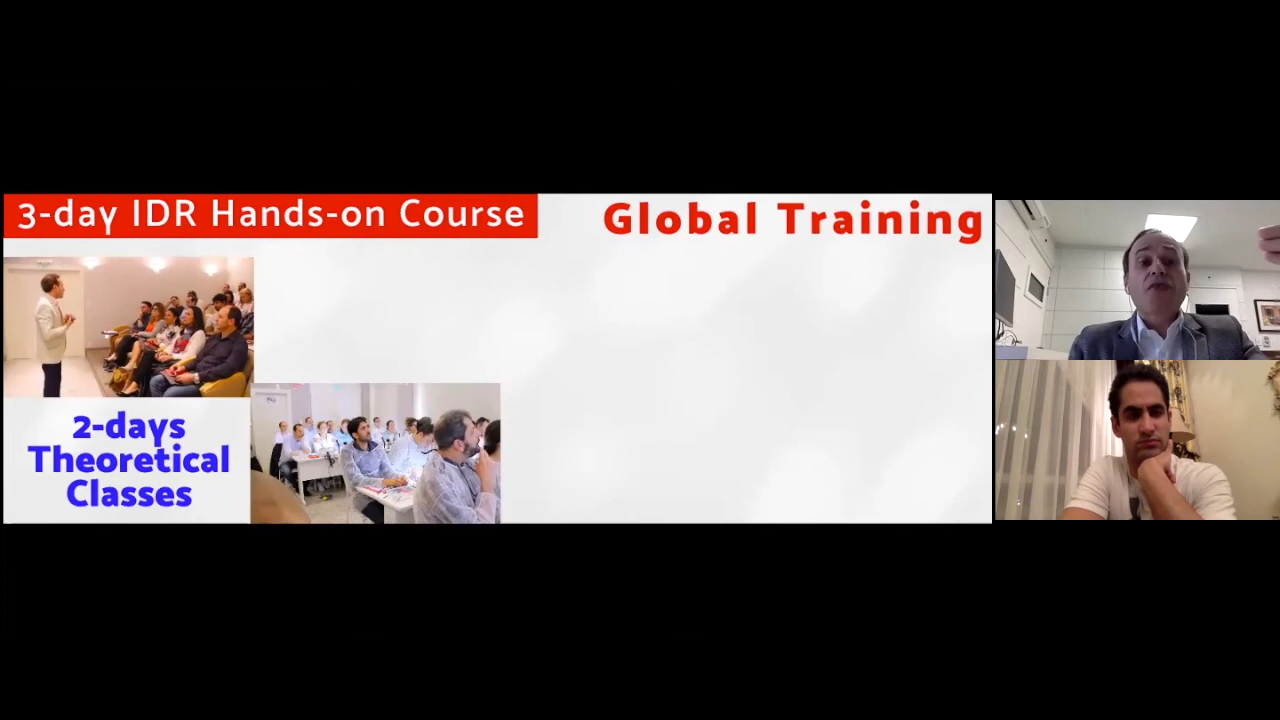 3-day IDR Hands-on Course
Global Training
2-days
Theoretical
Classes